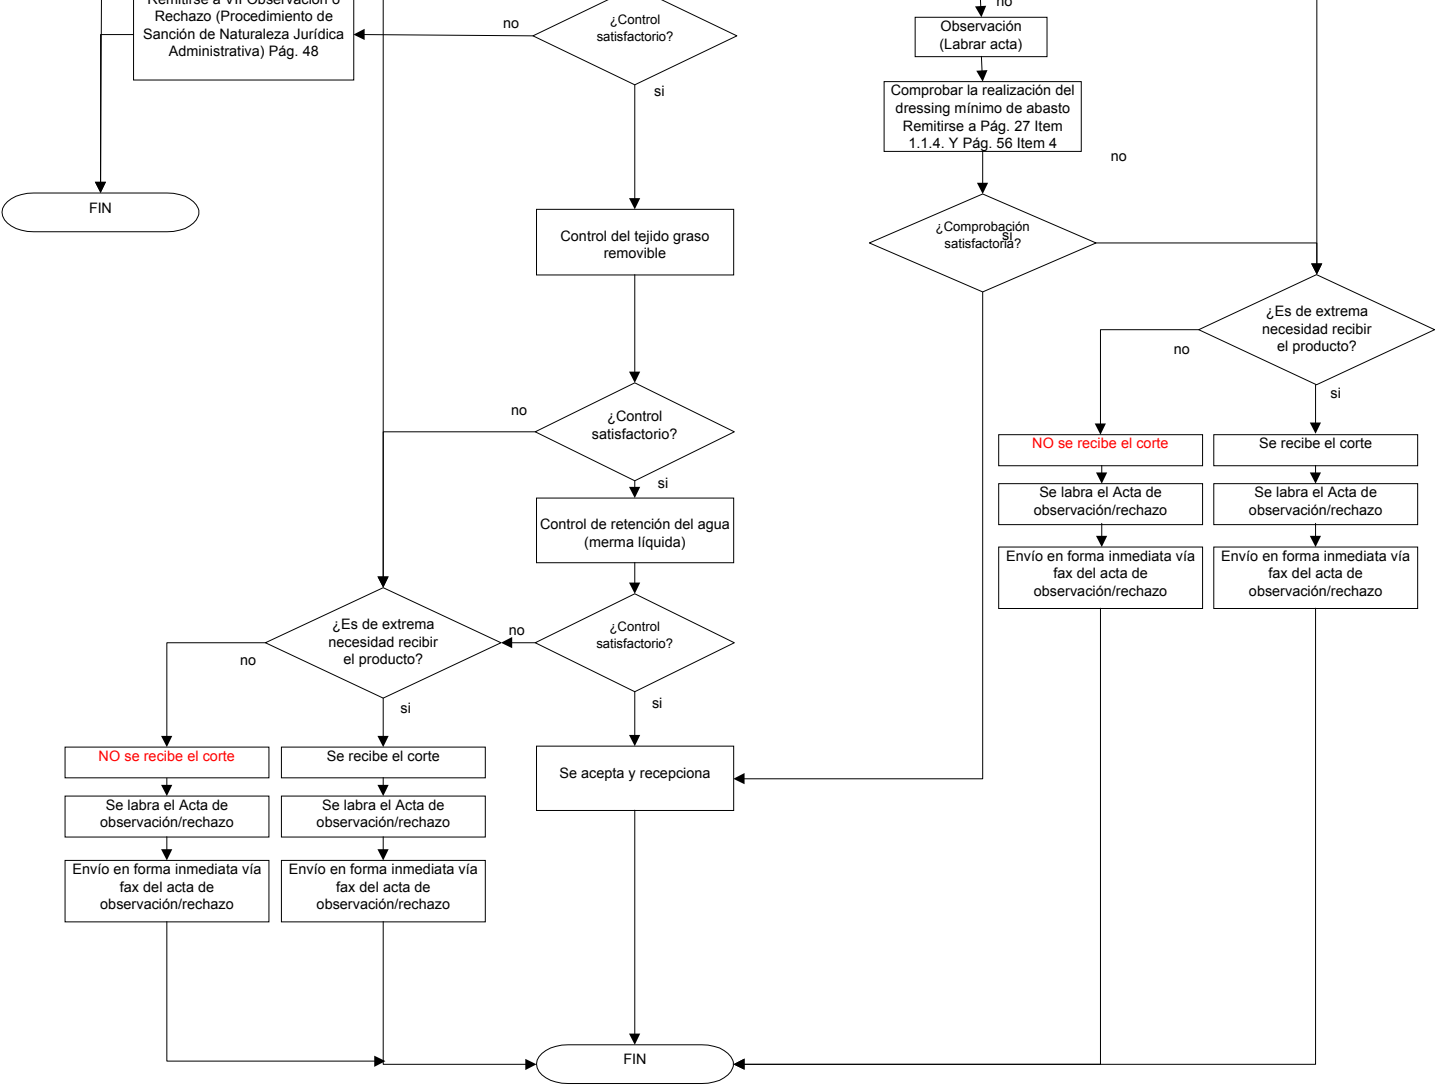 Remitirse a VII Observación o
Rechazo (Procedimiento de
Sanción de Naturaleza Jurídica
Administrativa) Pág. 48
no
¿Control
satisfactorio?
si
FIN
Control del tejido graso
removible
no
¿Control
satisfactorio?
si
Control de retención del agua
(merma líquida)
¿Es de extrema
necesidad recibir
el producto?
no
no
¿Control
satisfactorio?
si
si
NO se recibe el corte
Se recibe el corte
Se acepta y recepciona
Se labra el Acta de
observación/rechazo
Se labra el Acta de
observación/rechazo
Envío en forma inmediata vía
fax del acta de
observación/rechazo
Envío en forma inmediata vía
fax del acta de
observación/rechazo
no
Observación
(Labrar acta)
Comprobar la realización del
dressing mínimo de abasto
Remitirse a Pág. 27 Item
1.1.4. Y Pág. 56 Item 4
no
¿Comprobación
satisfactoria?
si
¿Es de extrema
necesidad recibir
el producto?
no
si
NO se recibe el corte
Se recibe el corte
Se labra el Acta de
observación/rechazo
Se labra el Acta de
observación/rechazo
Envío en forma inmediata vía
fax del acta de
observación/rechazo
Envío en forma inmediata vía
fax del acta de
observación/rechazo
FIN